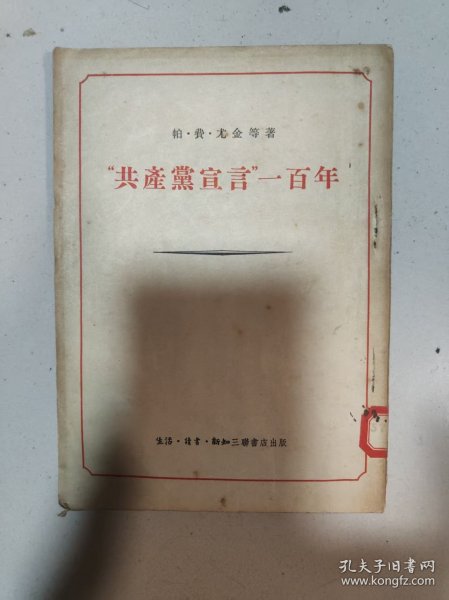 帕·費·尤金等著
“共產黨宣言”一百年
生活·讀書·新知三聯書店出版
孔夫子旧书网
www.kongfz.com